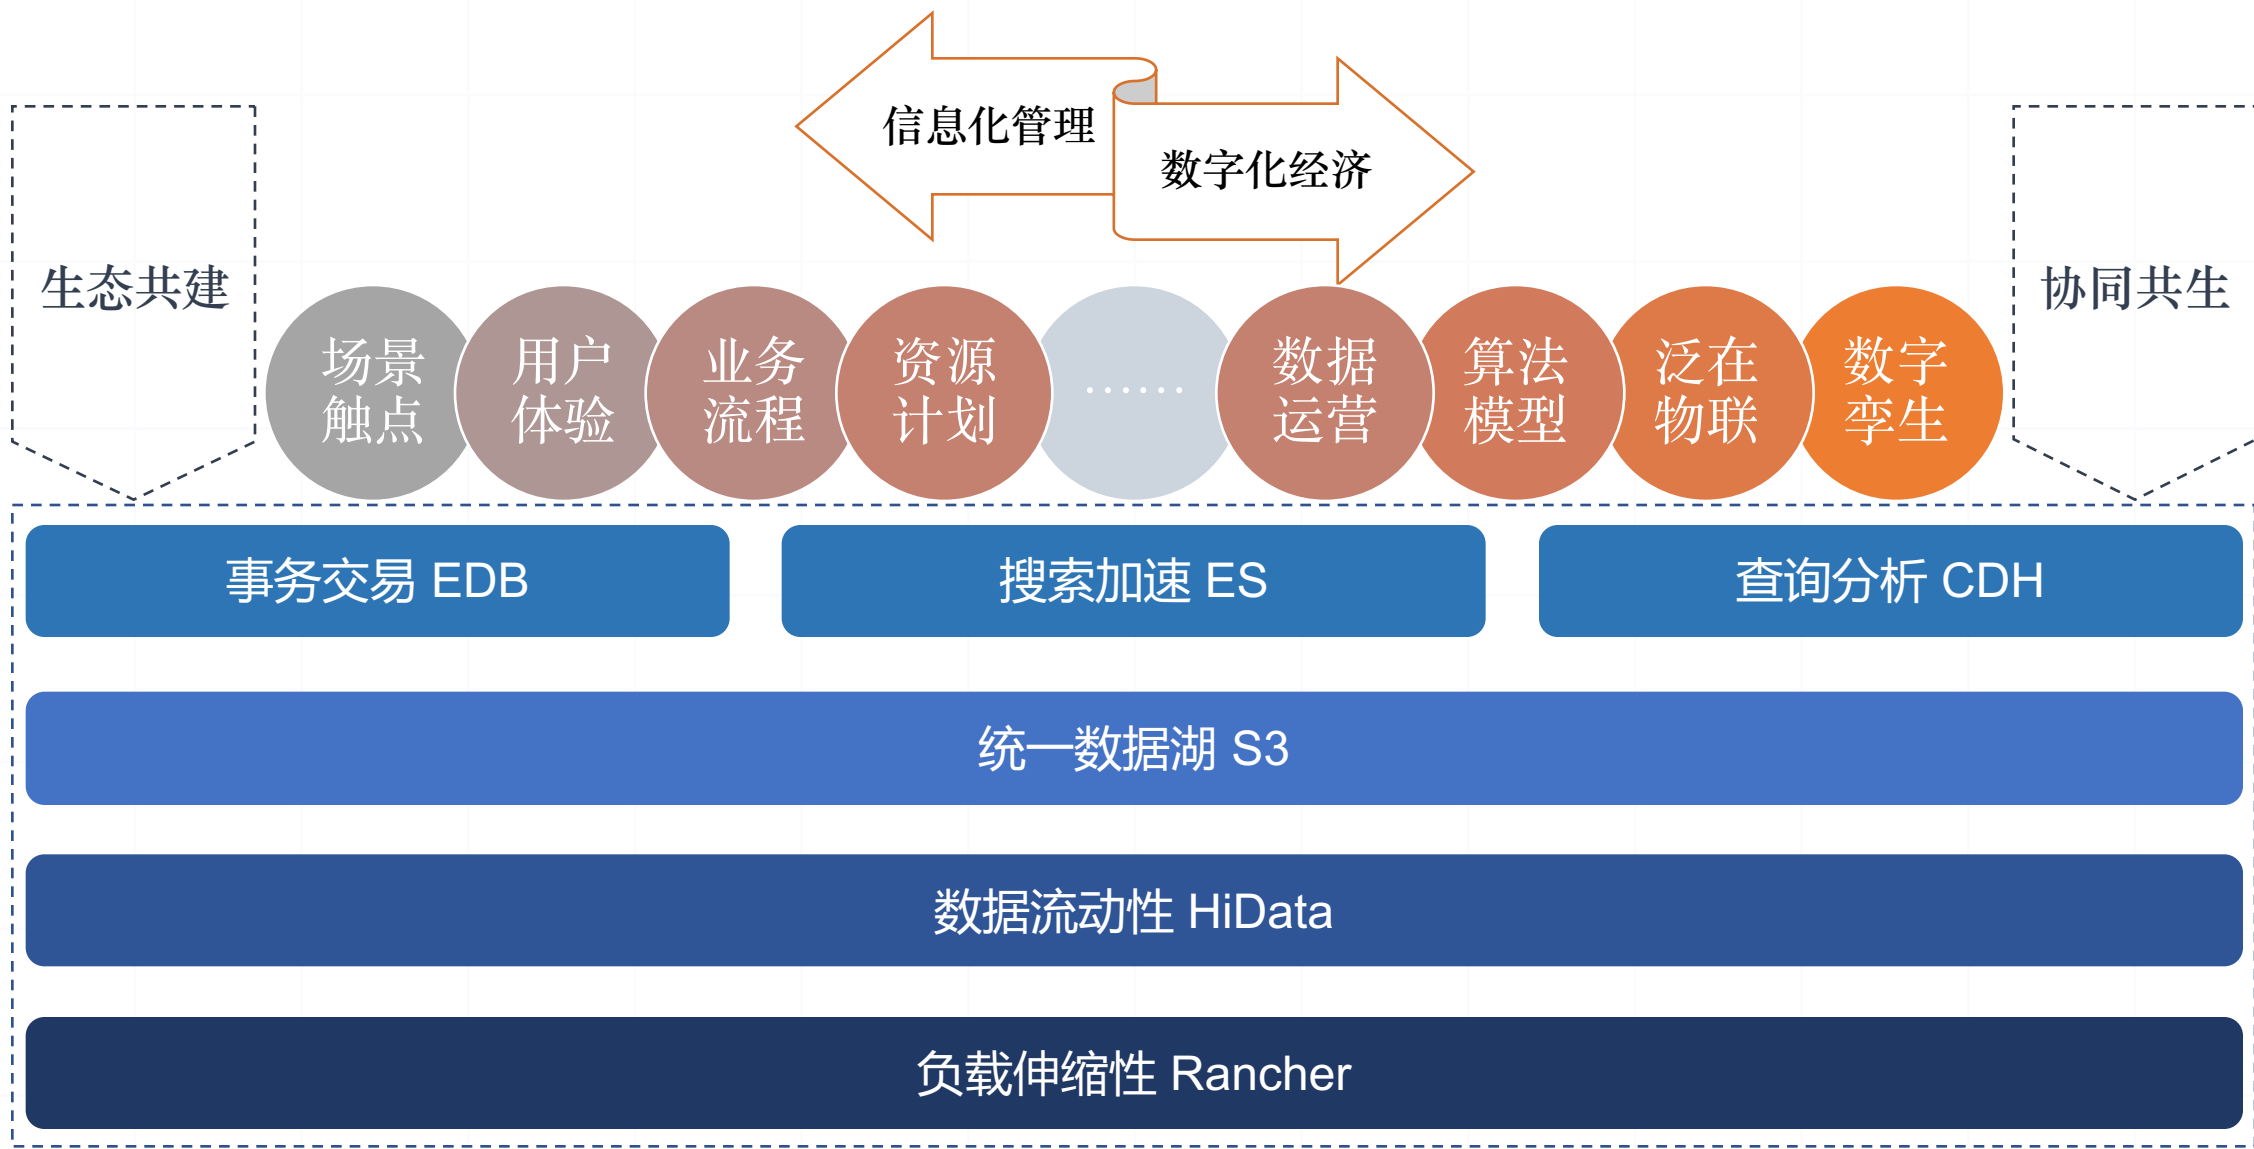 信息化管理
数字化经济
生态共建
协同共生
场景
触点
用户
体验
业务
流程
资源
计划
······
数据
运营
算法
模型
泛在
物联
数字
孪生
事务交易 EDB
搜索加速 ES
查询分析 CDH
统一数据湖 S3
数据流动性 HiData
负载伸缩性 Rancher